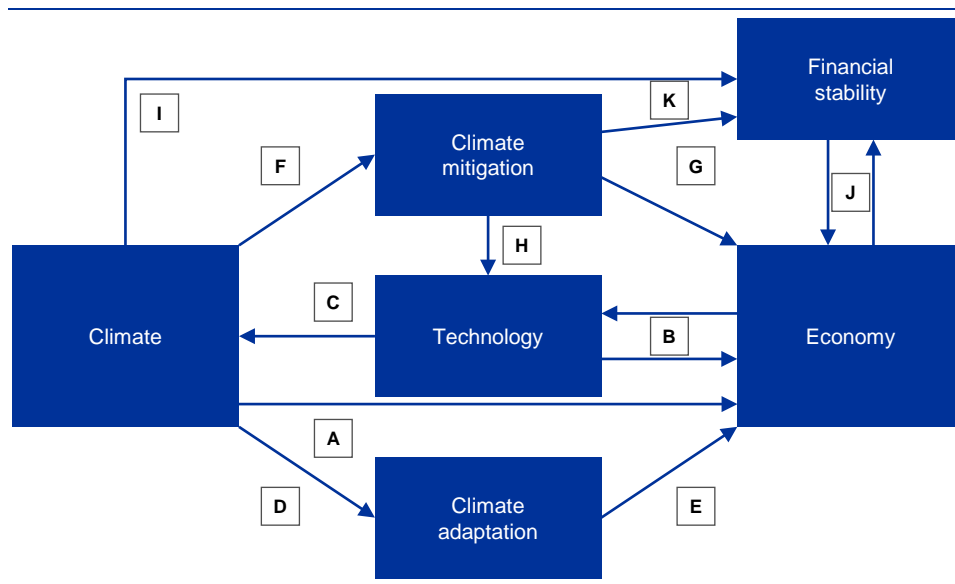 Financial
stability
I
K
Climate
mitigation
F
G
J
H
C
Climate
Technology
B
Economy
A
D
Climate
adaptation
E